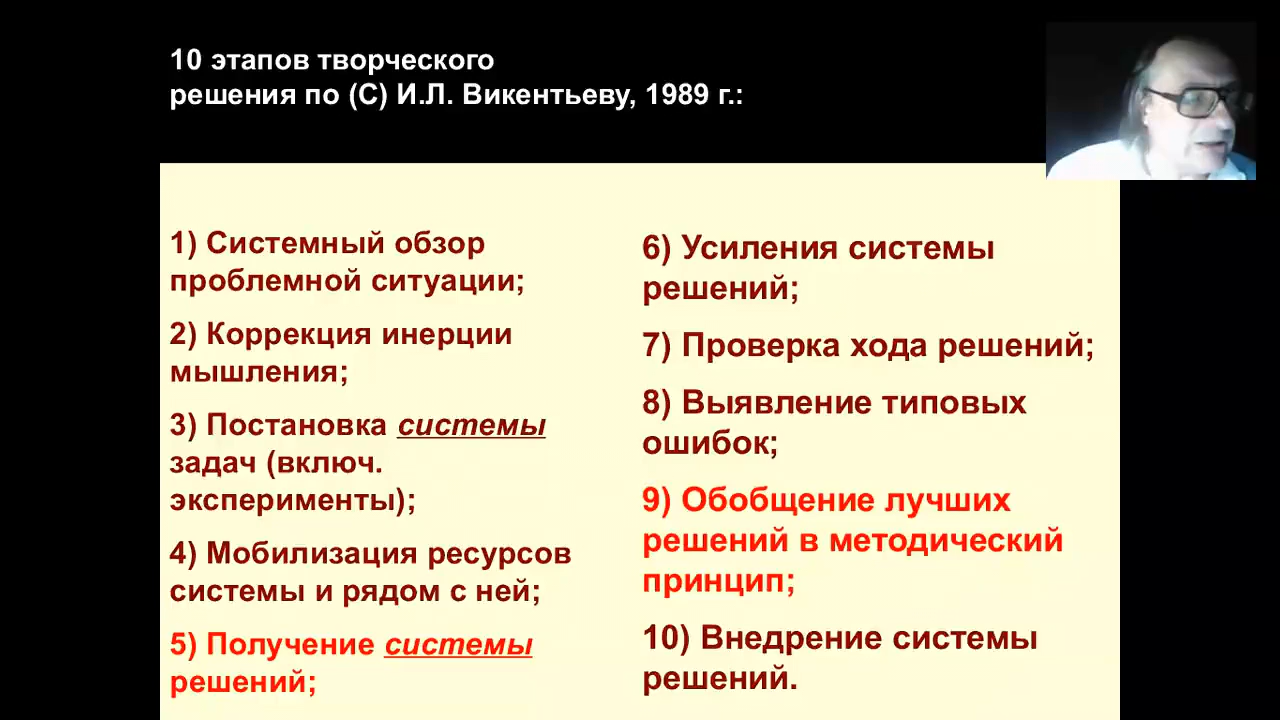 10 этапов творческого
решения по (С) И.Л. Викентьеву, 1989 г.:
1) Системный обзор
проблемной ситуации;
2) Коррекция инерции
мышления;
3) Постановка системы
задач (включ.
эксперименты);
4) Мобилизация ресурсов
системы и рядом с ней;
5) Получение системы
решений;
6) Усиления системы
решений;
7) Проверка хода решений;
8) Выявление типовых
ошибок;
9) Обобщение лучших
решений в методический
принцип;
10) Внедрение системы
решений.